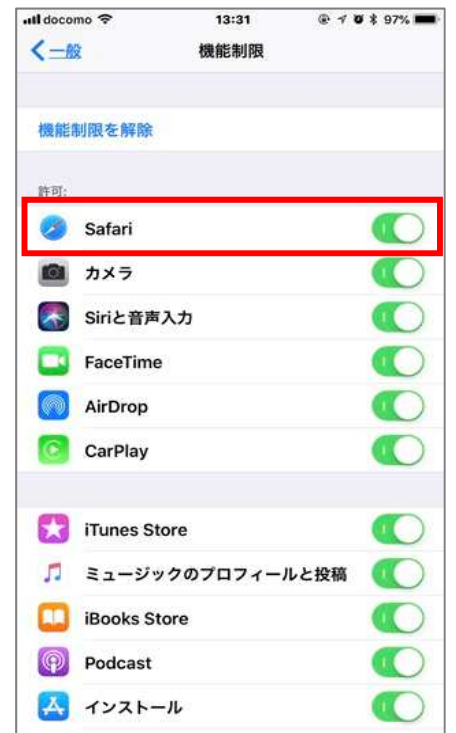 docomo 13:31 97%
一般 機能制限
機能制限を解除
許可:
Safari
カメラ
Siriと音声入力
FaceTime
AirDrop
CarPlay
iTunes Store
ミュージックのプロフィールと投稿
iBooks Store
Podcast
インストール